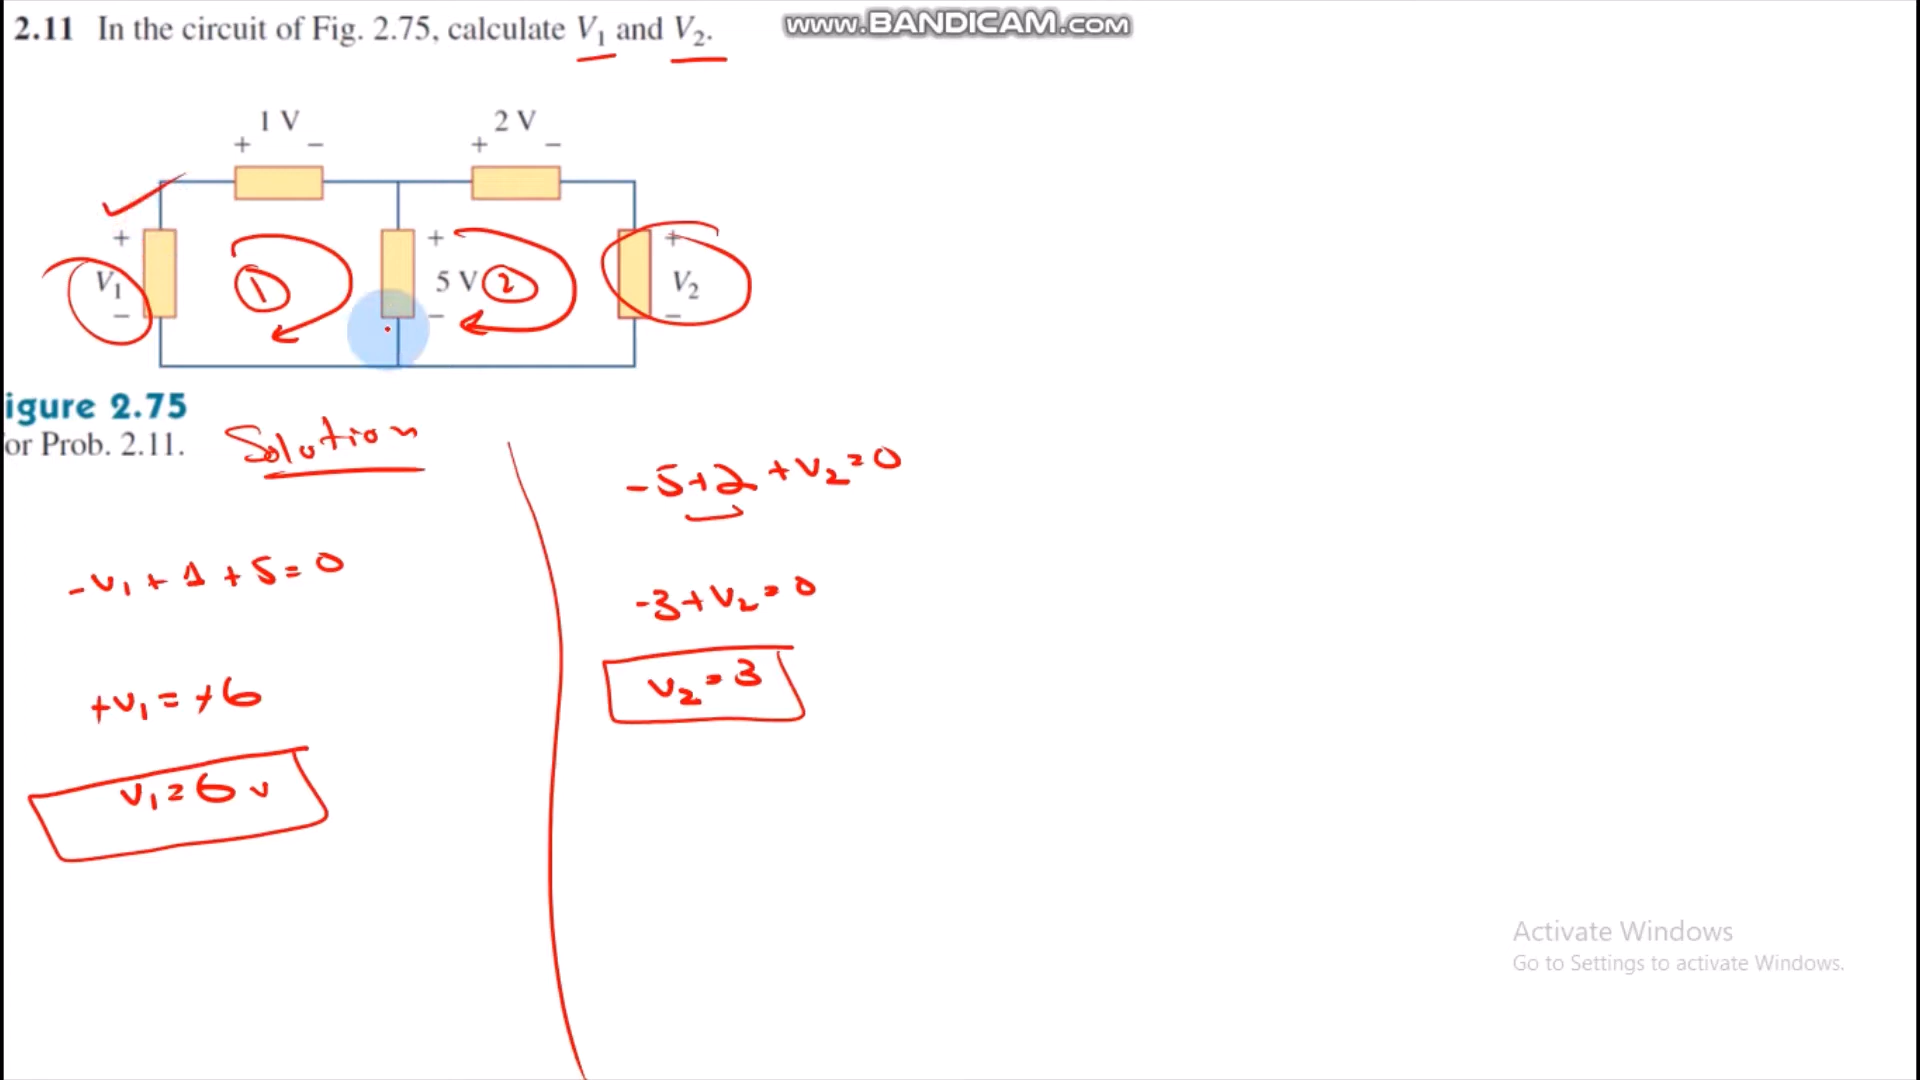 2.11 In the circuit of Fig. 2.75, calculate V₁ and V₂.
www.BANDICAM.com
1 V
2 V
+ −
+ −
+
V₁
−
1
+
5 V
−
2
+
V₂
−
igure 2.75
or Prob. 2.11.
Solution
-V₁ + 1 + 5 = 0
+V₁ = +6
V₁ = 6 V
-5+2 +V₂ = 0
-3+V₂ = 0
V₂ = 3
Activate Windows
Go to Settings to activate Windows.